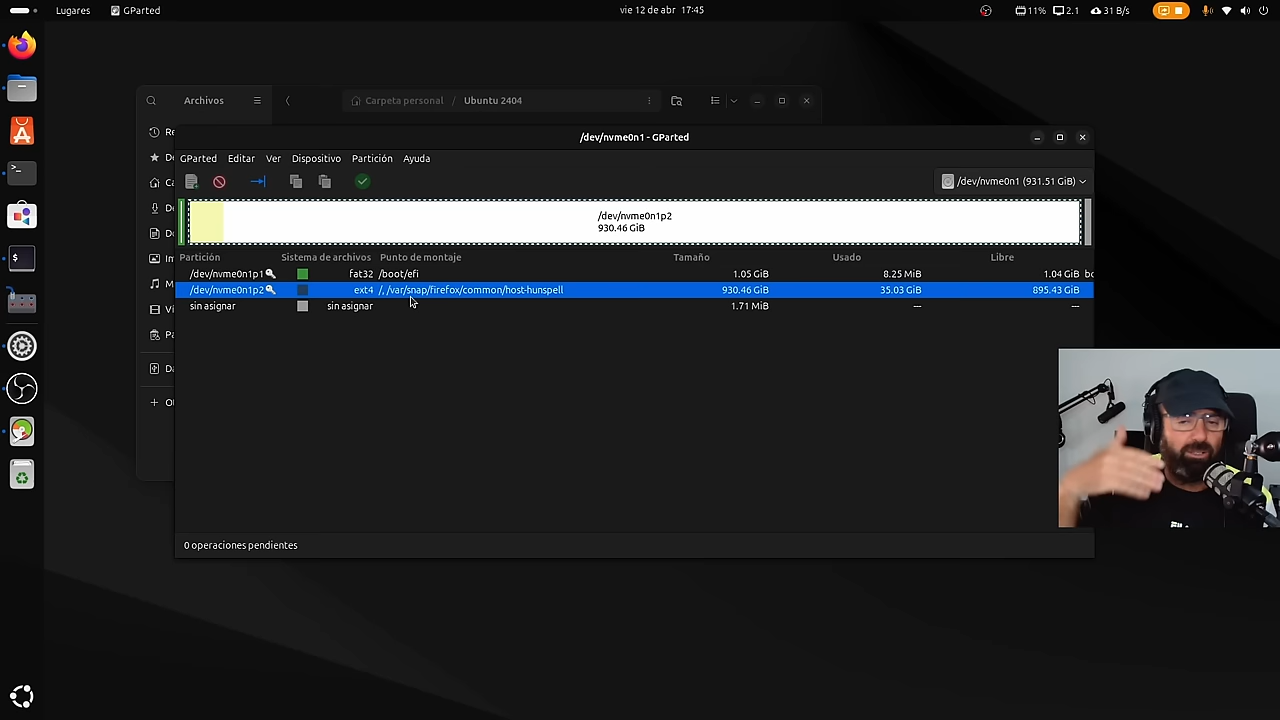 Lugares GParted vie 12 de abr 17:45 11% 2.1 31 B/s
Archivos Carpeta personal / Ubuntu 2404
/dev/nvme0n1 - GParted
GParted Editar Ver Dispositivo Partición Ayuda
/dev/nvme0n1 (931.51 GiB)
/dev/nvme0n1p2
930.46 GiB
Partición Sistema de archivos Punto de montaje Tamaño Usado Libre
/dev/nvme0n1p1 fat32 /boot/efi 1.05 GiB 8.25 MiB 1.04 GiB
/dev/nvme0n1p2 ext4 /, /var/snap/firefox/common/host-hunspell 930.46 GiB 35.03 GiB 895.43 GiB
sin asignar sin asignar 1.71 MiB — —
0 operaciones pendientes